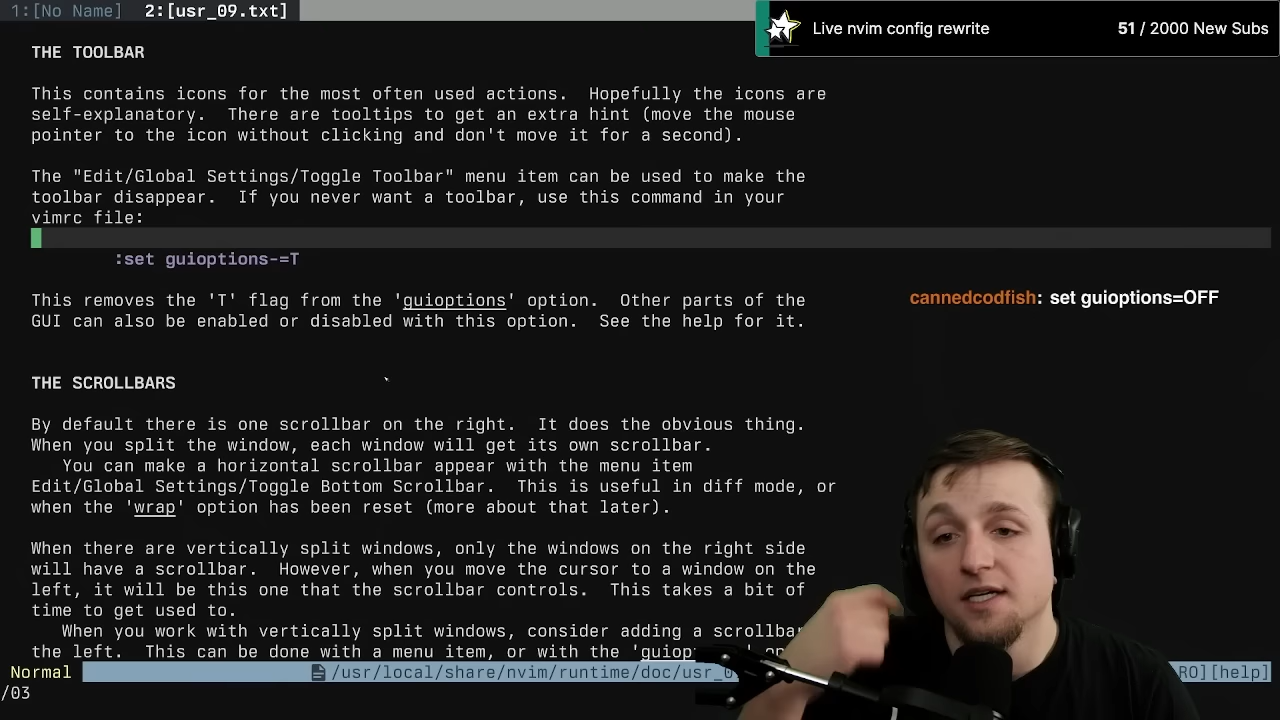 1:[No Name]  2:[usr_09.txt]
Live nvim config rewrite 51 / 2000 New Subs
THE TOOLBAR
This contains icons for the most often used actions.  Hopefully the icons are
self-explanatory.  There are tooltips to get an extra hint (move the mouse
pointer to the icon without clicking and don't move it for a second).
The "Edit/Global Settings/Toggle Toolbar" menu item can be used to make the
toolbar disappear.  If you never want a toolbar, use this command in your
vimrc file:
:set guioptions-=T
This removes the 'T' flag from the 'guioptions' option.  Other parts of the
GUI can also be enabled or disabled with this option.  See the help for it.
cannedcodfish: set guioptions=OFF
THE SCROLLBARS
By default there is one scrollbar on the right.  It does the obvious thing.
When you split the window, each window will get its own scrollbar.
You can make a horizontal scrollbar appear with the menu item
Edit/Global Settings/Toggle Bottom Scrollbar.  This is useful in diff mode, or
when the 'wrap' option has been reset (more about that later).
When there are vertically split windows, only the windows on the right side
will have a scrollbar.  However, when you move the cursor to a window on the
left, it will be this one that the scrollbar controls.  This takes a bit of
time to get used to.
When you work with vertically split windows, consider adding a scrollbar
the left.  This can be done with a menu item, or with the
Normal /usr/local/share/nvim/runtime/doc/usr_0 RO][help]
/03